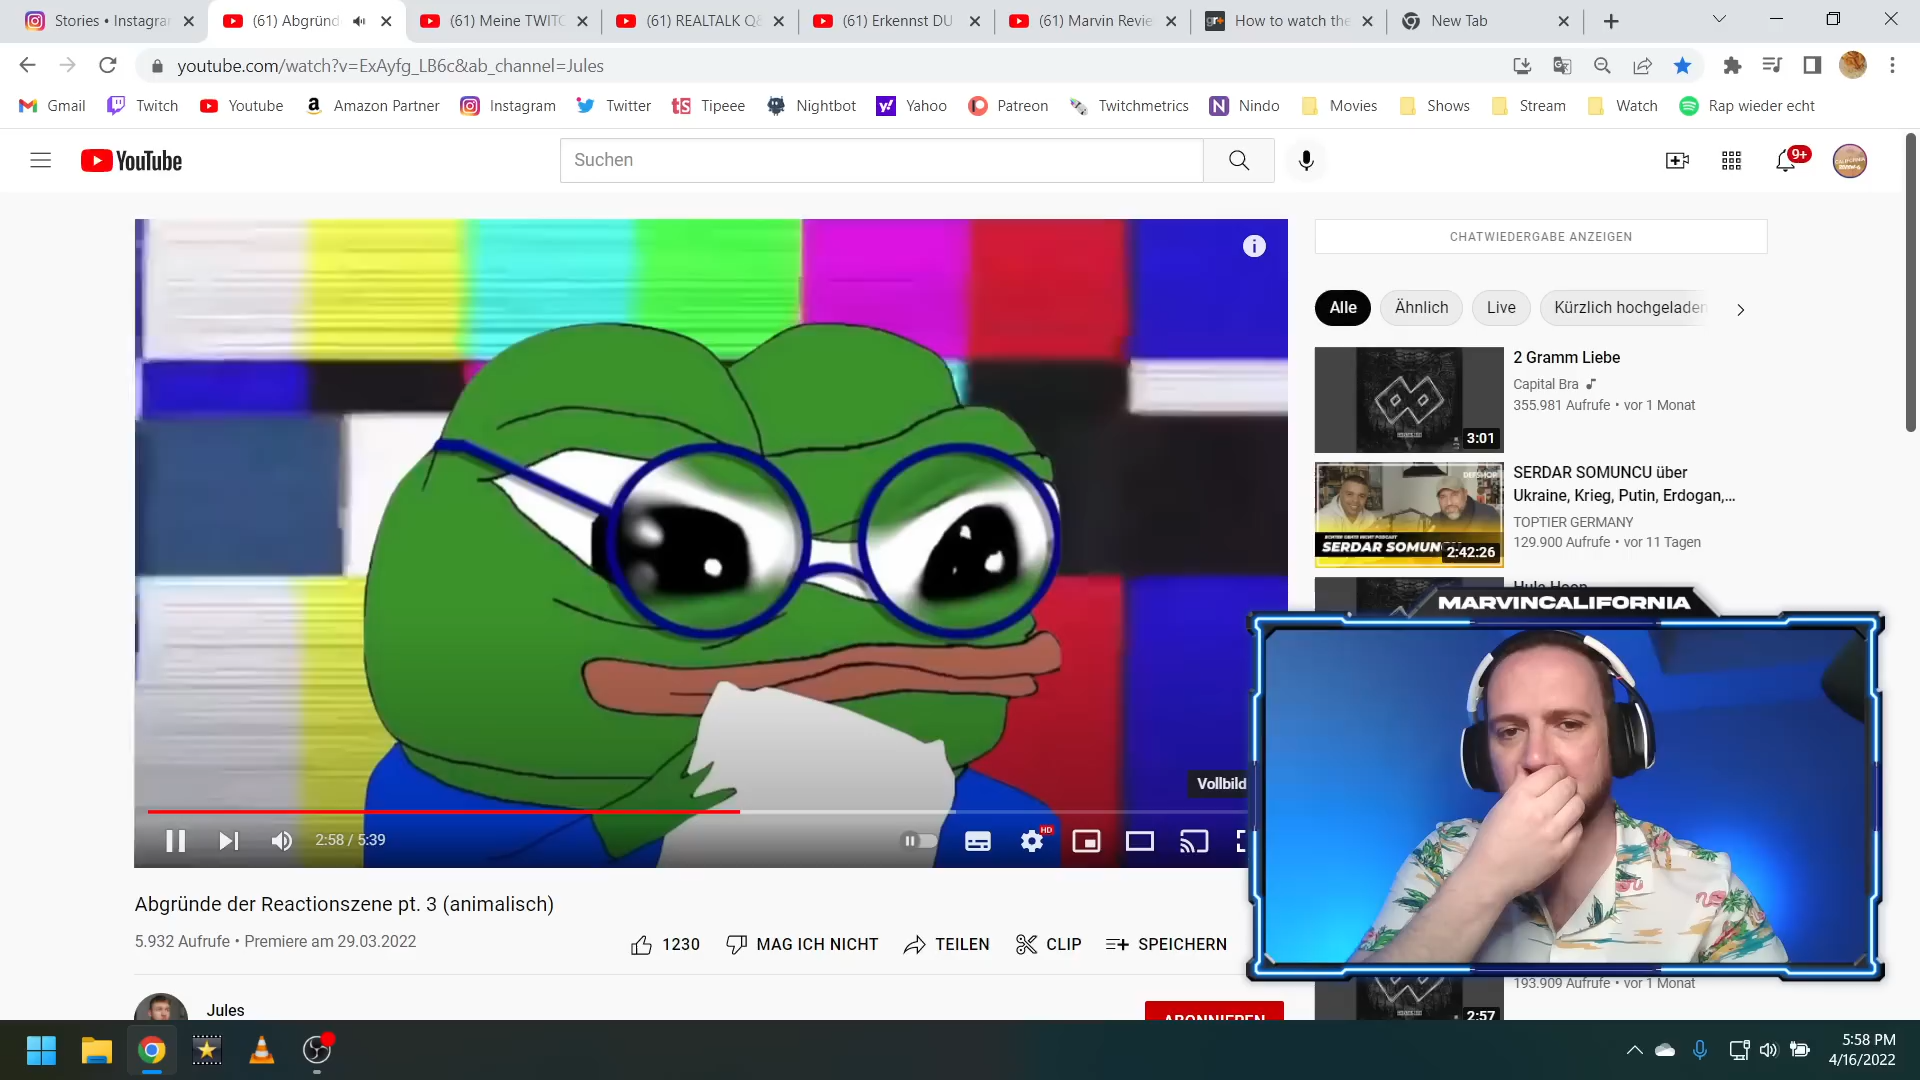 Stories • Instagra
(61) Abgründ
(61) Meine TWITC
(61) REALTALK Q&
(61) Erkennst DU
(61) Marvin Revie
How to watch the
New Tab
youtube.com/watch?v=ExAyfg_LB6c&ab_channel=Jules
Gmail
Twitch
Youtube
Amazon Partner
Instagram
Twitter
Tipeee
Nightbot
Yahoo
Patreon
Twitchmetrics
Nindo
Movies
Shows
Stream
Watch
Rap wieder echt
YouTube
Suchen
9+
CHATWIEDERGABE ANZEIGEN
Alle
Ähnlich
Live
Kürzlich hochgeladen
2 Gramm Liebe
Capital Bra
355.981 Aufrufe • vor 1 Monat
3:01
SERDAR SOMUNCU über
Ukraine, Krieg, Putin, Erdogan,...
TOPTIER GERMANY
129.900 Aufrufe • vor 11 Tagen
SERDAR SOMUN
2:42:26
MARVINCALIFORNIA
Vollbild
2:58 / 5:39
HD
Abgründe der Reactionszene pt. 3 (animalisch)
5.932 Aufrufe • Premiere am 29.03.2022
1230
MAG ICH NICHT
TEILEN
CLIP
SPEICHERN
193.909 Aufrufe • vor 1 Monat
2:57
Jules
ABONNIEREN
5:58 PM
4/16/2022